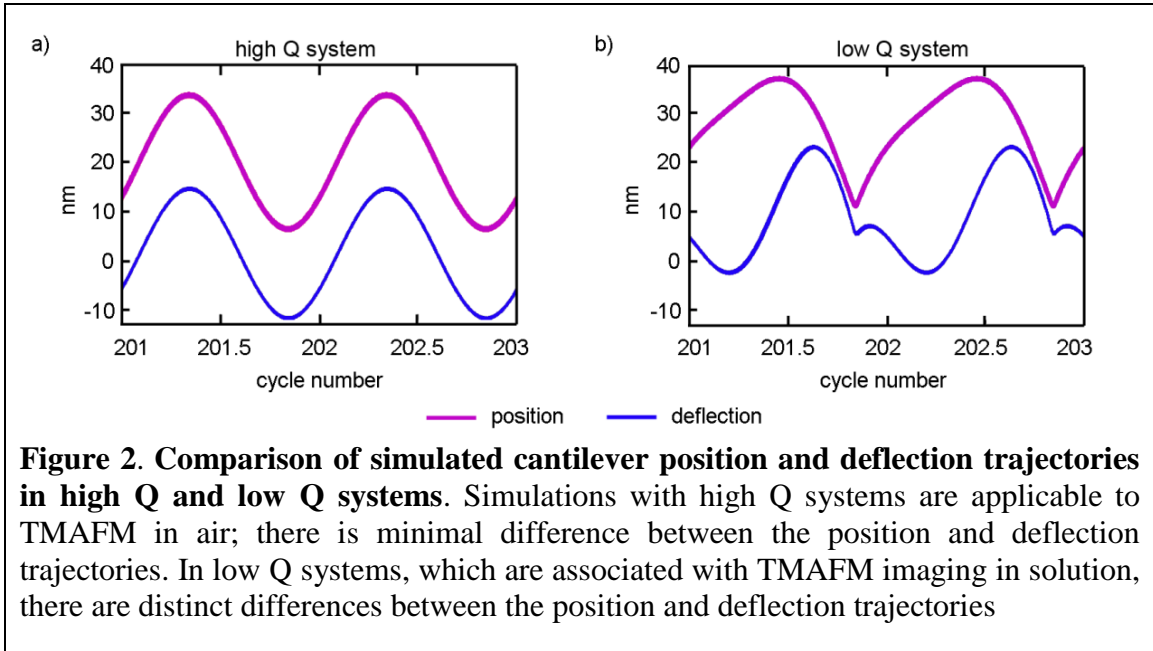 a)
high Q system
40
30
20
10
0
-10
nm
201
201.5
202
202.5
203
cycle number
b)
low Q system
40
30
20
10
0
-10
nm
201
201.5
202
202.5
203
cycle number
position
deflection
Figure 2. Comparison of simulated cantilever position and deflection trajectories
in high Q and low Q systems. Simulations with high Q systems are applicable to
TMAFM in air; there is minimal difference between the position and deflection
trajectories. In low Q systems, which are associated with TMAFM imaging in solution,
there are distinct differences between the position and deflection trajectories